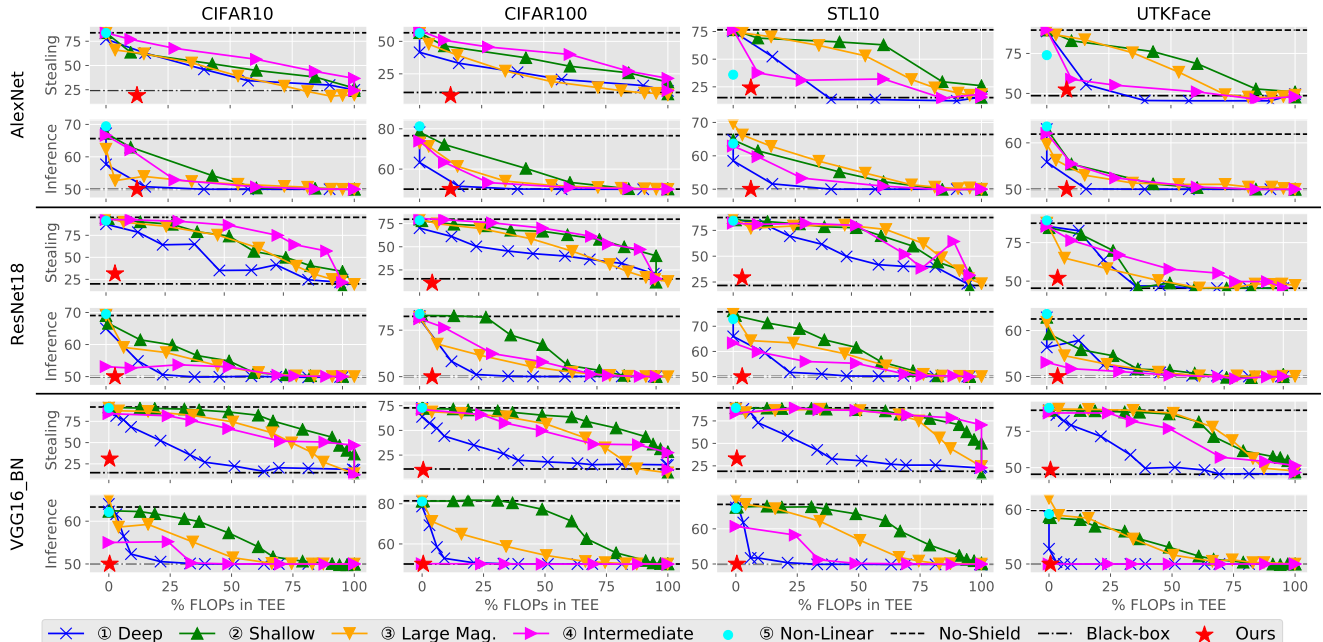 CIFAR10 CIFAR100 STL10 UTKFace
AlexNet
Stealing
75 50 75 75
50 25 50 50
25 25
Inference
70 80 70 60
60 60 60 50
50 50
ResNet18
Stealing
75 75 75 75
50 50 50 50
25 25 25
Inference
70 75 70 60
60 50 60 50
50 50
VGG16_BN
Stealing
75 75 75 75
50 50 50 50
25 25 25
Inference
60 80 60 60
50 60 50 50
0 25 50 75 100 0 25 50 75 100 0 25 50 75 100 0 25 50 75 100
% FLOPs in TEE % FLOPs in TEE % FLOPs in TEE % FLOPs in TEE
① Deep ② Shallow ③ Large Mag. ④ Intermediate ⑤ Non-Linear No-Shield Black-box Ours